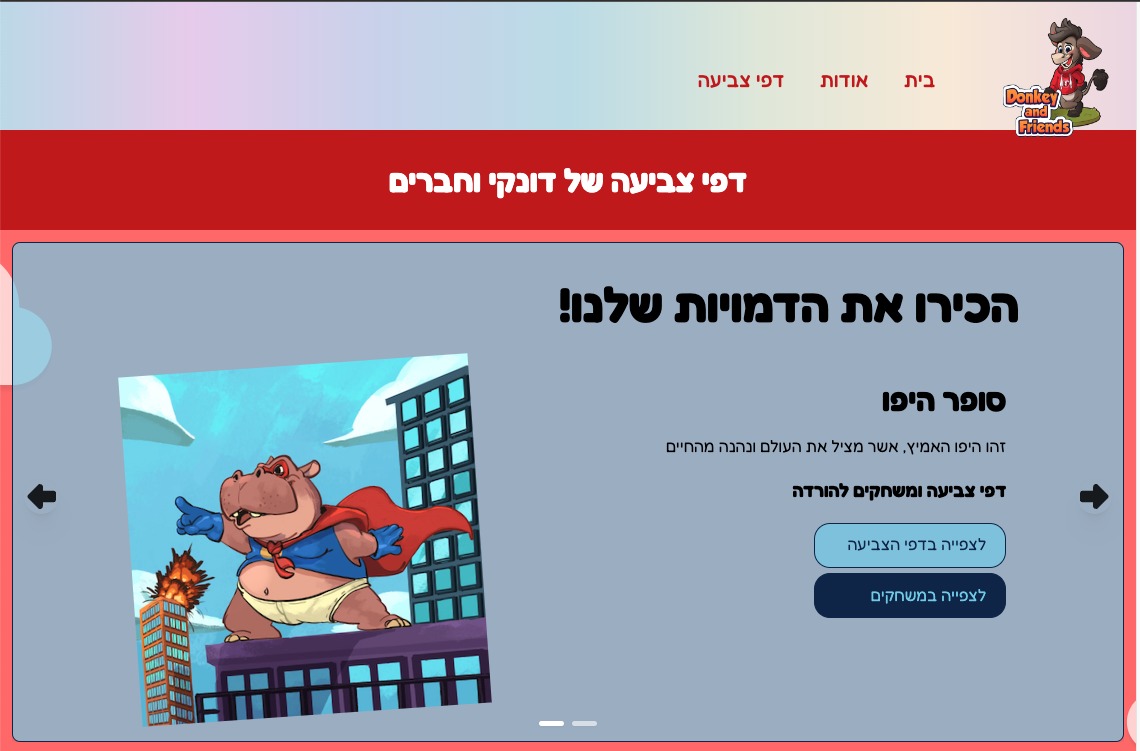 Donkey
and
Friends
בית
אודות
דפי צביעה
דפי צביעה של דונקי וחברים
הכירו את הדמויות שלנו!
סופר היפו
זהו היפו האמיץ, אשר מציל את העולם ונהנה מהחיים
דפי צביעה ומשחקים להורדה
לצפייה בדפי הצביעה
לצפייה במשחקים